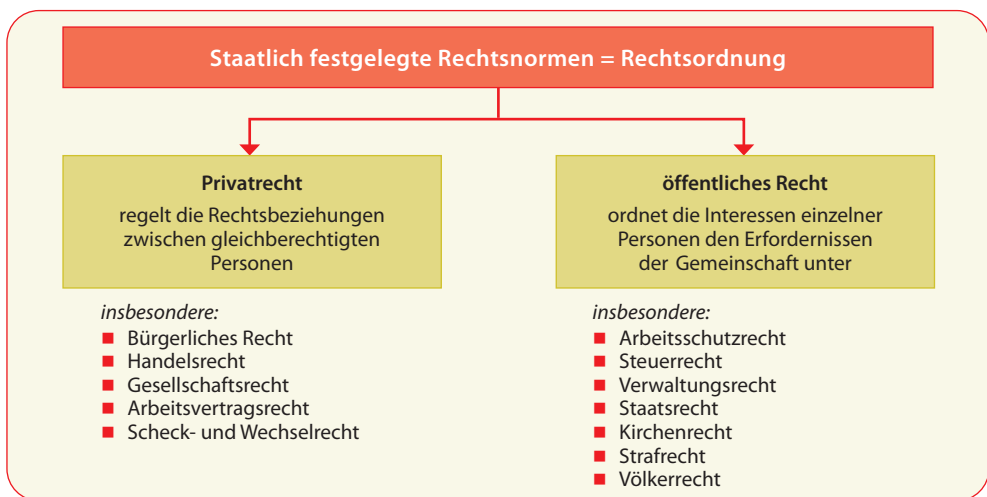 Staatlich festgelegte Rechtsnormen = Rechtsordnung
Privatrecht
regelt die Rechtsbeziehungen
zwischen gleichberechtigten
Personen
insbesondere:
Bürgerliches Recht
Handelsrecht
Gesellschaftsrecht
Arbeitsvertragsrecht
Scheck- und Wechselrecht
öffentliches Recht
ordnet die Interessen einzelner
Personen den Erfordernissen
der Gemeinschaft unter
insbesondere:
Arbeitsschutzrecht
Steuerrecht
Verwaltungsrecht
Staatsrecht
Kirchenrecht
Strafrecht
Völkerrecht